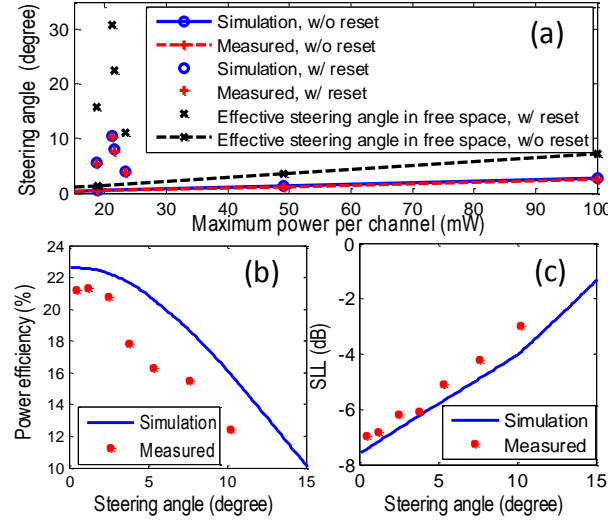 Steering angle (degree)
30
20
10
0
Simulation, w/o reset
Measured, w/o reset
Simulation, w/ reset
Measured, w/ reset
Effective steering angle in free space, w/ reset
Effective steering angle in free space, w/o reset
(a)
20 30 40 50 60 70 80 90 100
Maximum power per channel (mW)
Power efficiency (%)
24
22
20
18
16
14
12
10
(b)
Simulation
Measured
0 5 10 15
Steering angle (degree)
SLL (dB)
0
-2
-4
-6
-8
(c)
Simulation
Measured
0 5 10 15
Steering angle (degree)